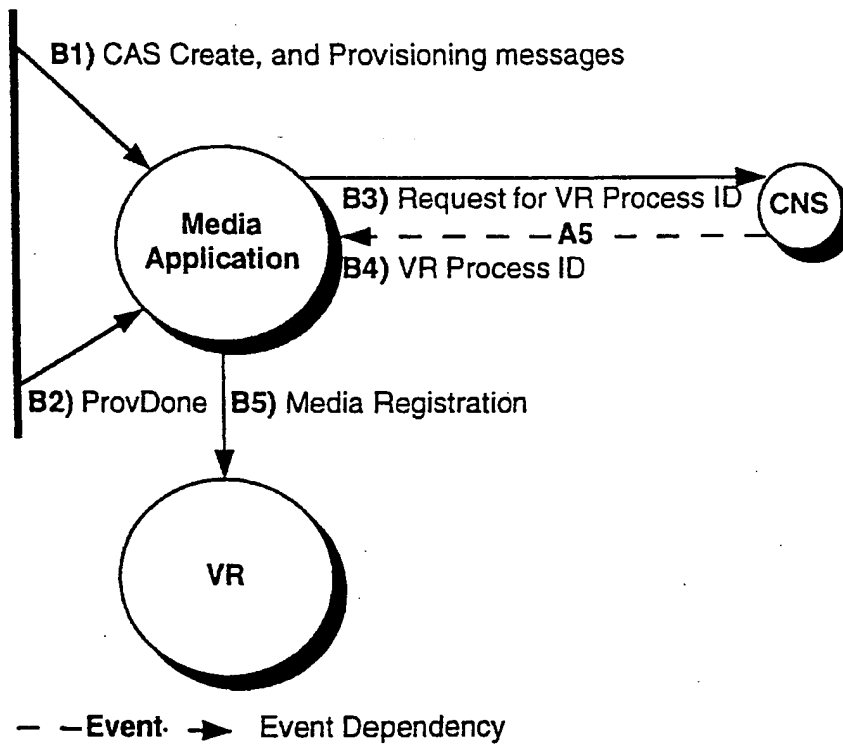 B1) CAS Create, and Provisioning messages
Media
Application
B3) Request for VR Process ID
CNS
A5
B4) VR Process ID
B2) ProvDone
B5) Media Registration
VR
Event
Event Dependency